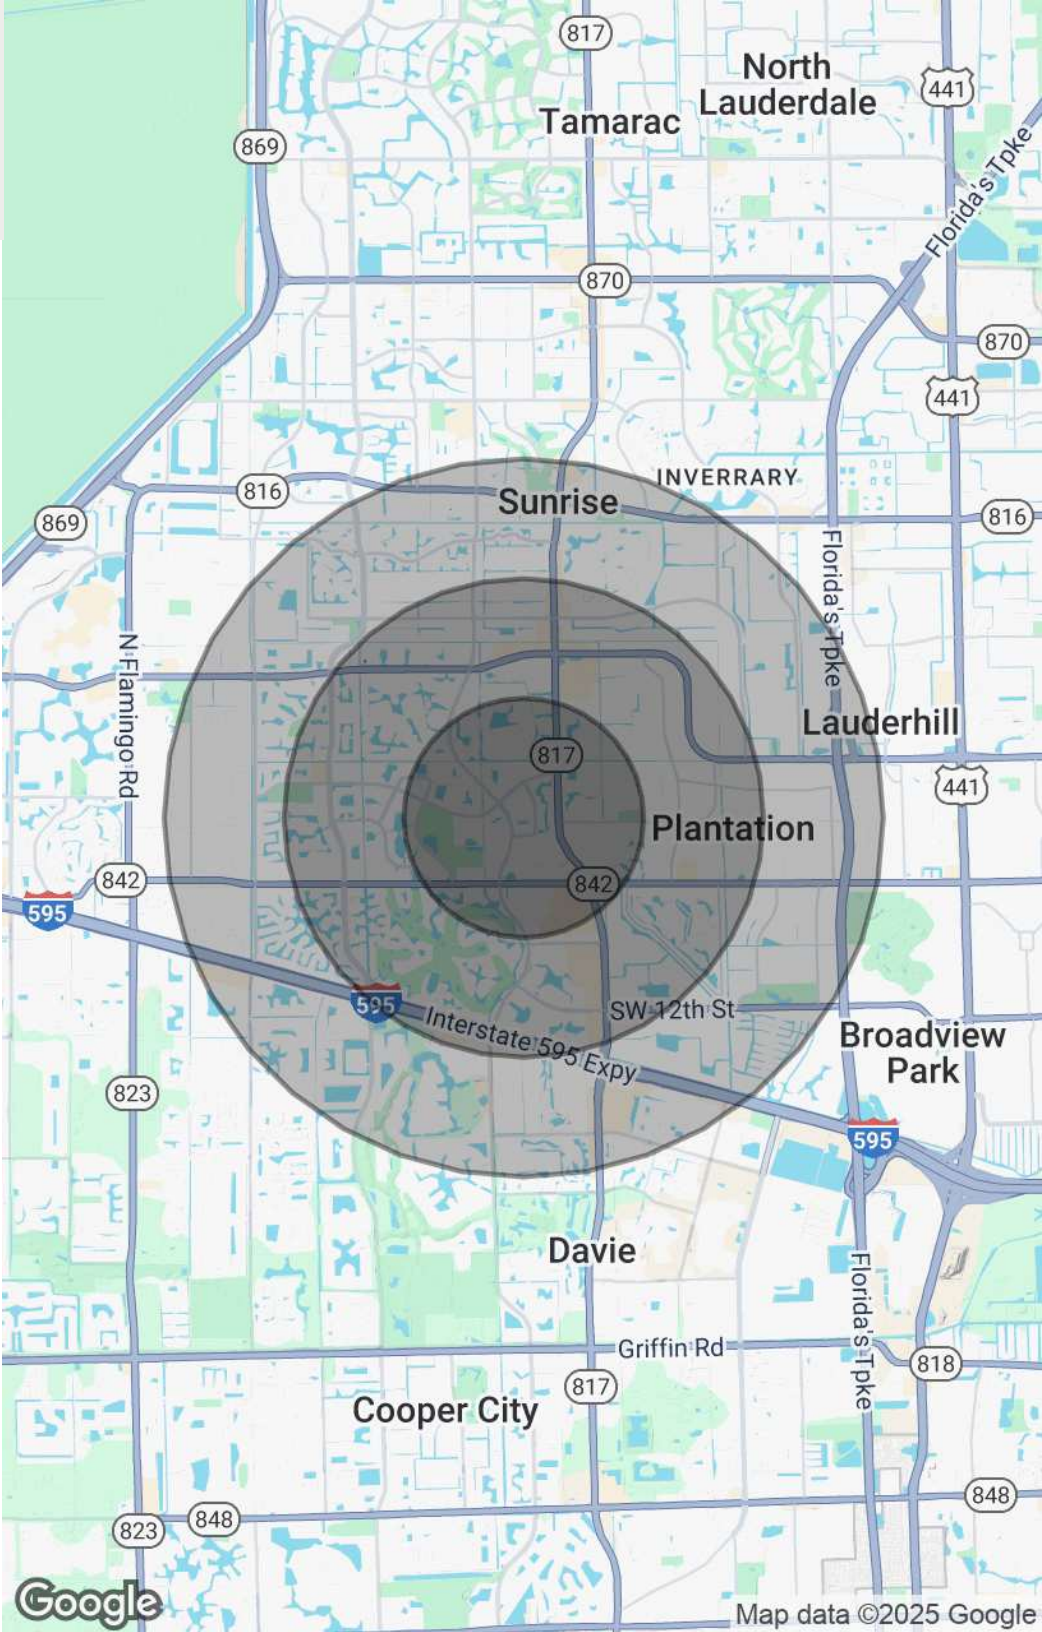 817
North
Lauderdale
441
Tamarac
869
Florida's Tpke
870
870
441
INVERRARY
816
Sunrise
869
816
Florida's Tpke
N Flamingo Rd
Lauderhill
817
441
Plantation
842
842
595
595
SW 12th St
Interstate 595 Expy
Broadview
Park
823
595
Davie
Florida's Tpke
Griffin Rd
818
817
Cooper City
848
848
823
Google
Map data ©2025 Google